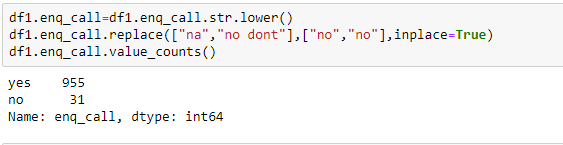 df1.enq_call=df1.enq_call.str.lower()
df1.enq_call.replace(["na","no dont"],["no","no"],inplace=True)
df1.enq_call.value_counts()
yes    955
no      31
Name: enq_call, dtype: int64